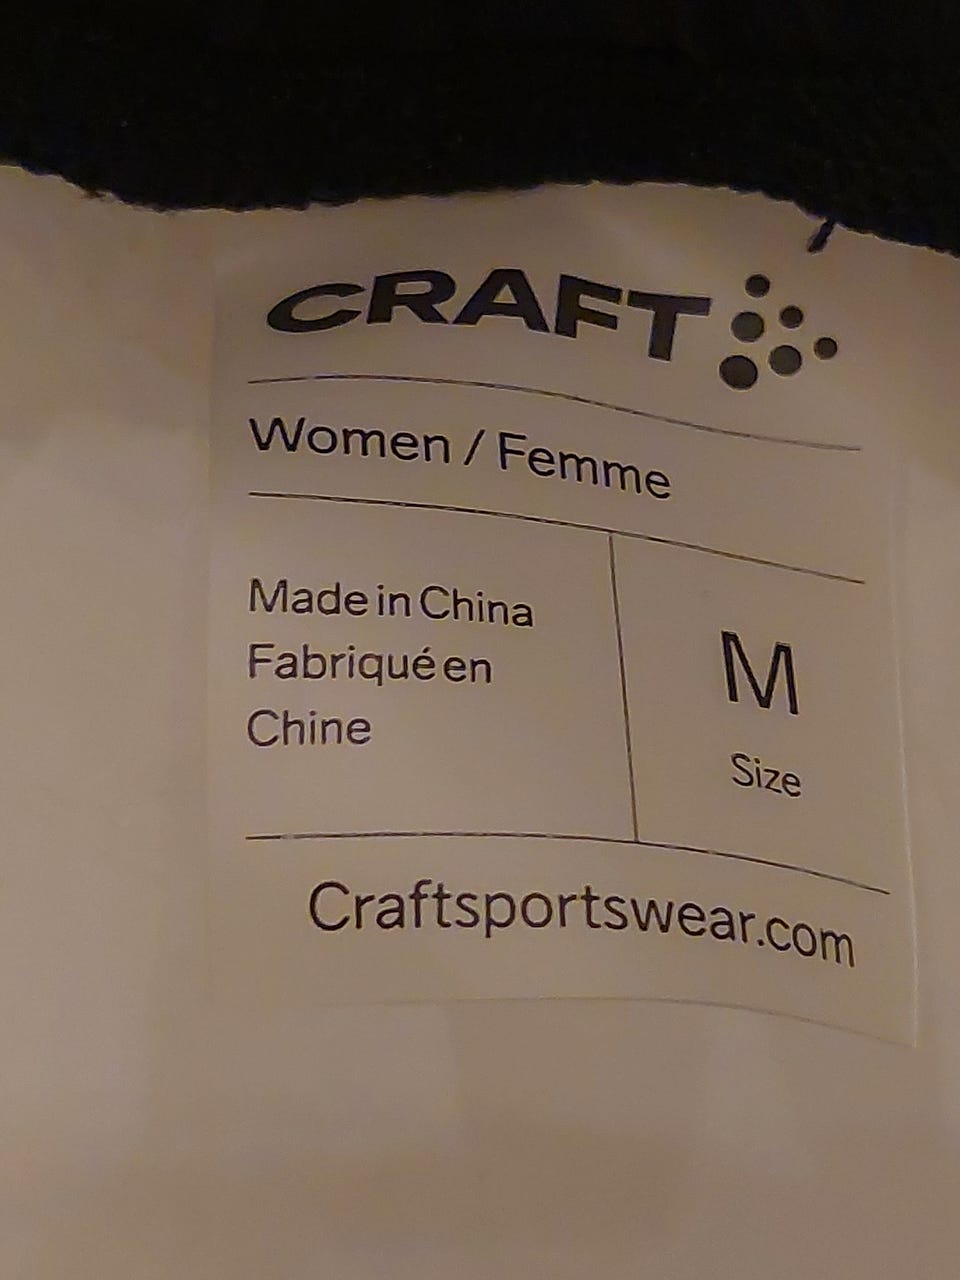 CRAFT
Women / Femme
Made in China
Fabriqué en
Chine
M
Size
Craftsportswear.com